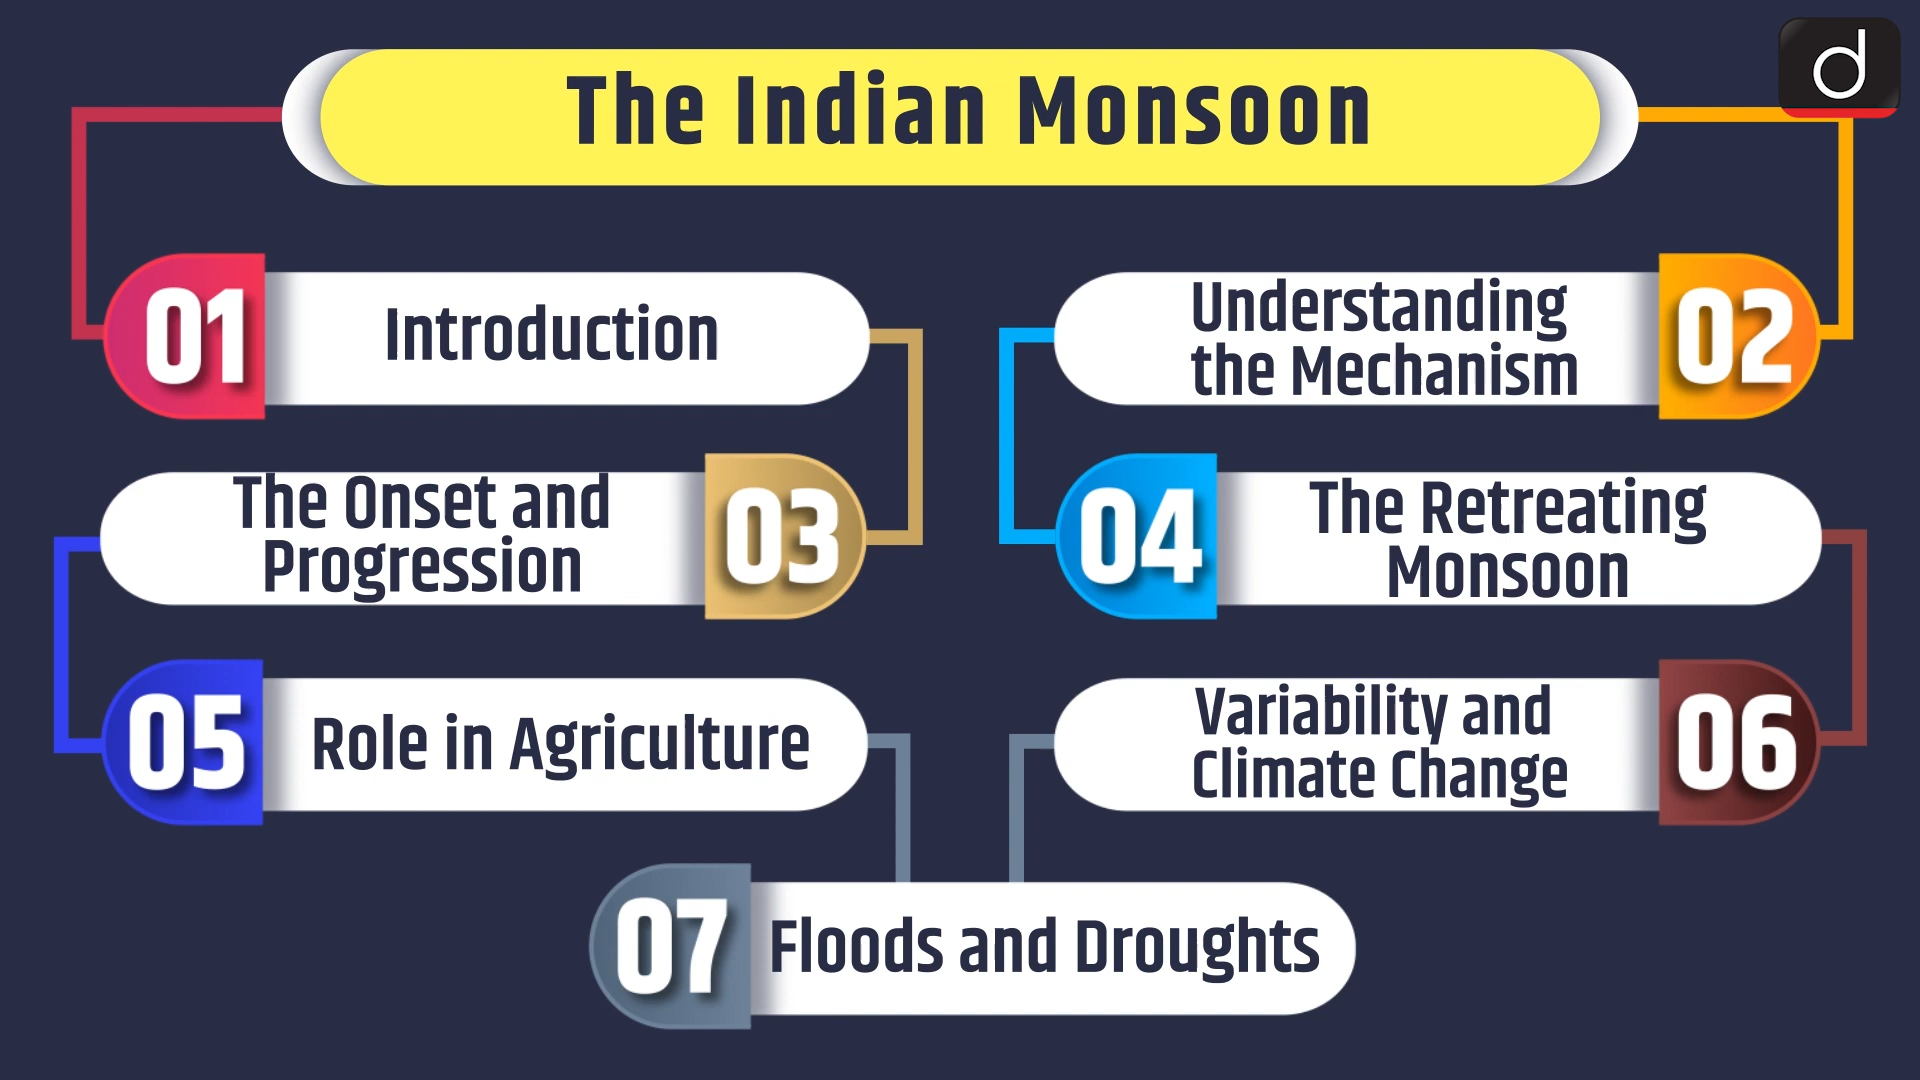 The Indian Monsoon
01
Introduction
Understanding
the Mechanism
02
The Onset and
Progression
03
04
The Retreating
Monsoon
05
Role in Agriculture
Variability and
Climate Change
06
07
Floods and Droughts
d